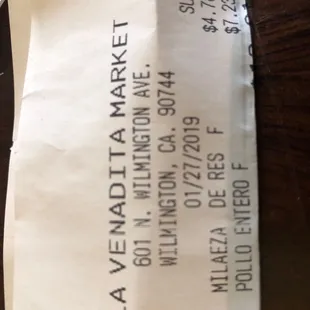 LA VENADITA MARKET
601 N. WILMINGTON AVE.
WILMINGTON, CA. 90744
01/27/2019
MILAEZA DE RES F
POLLO ENTERO F